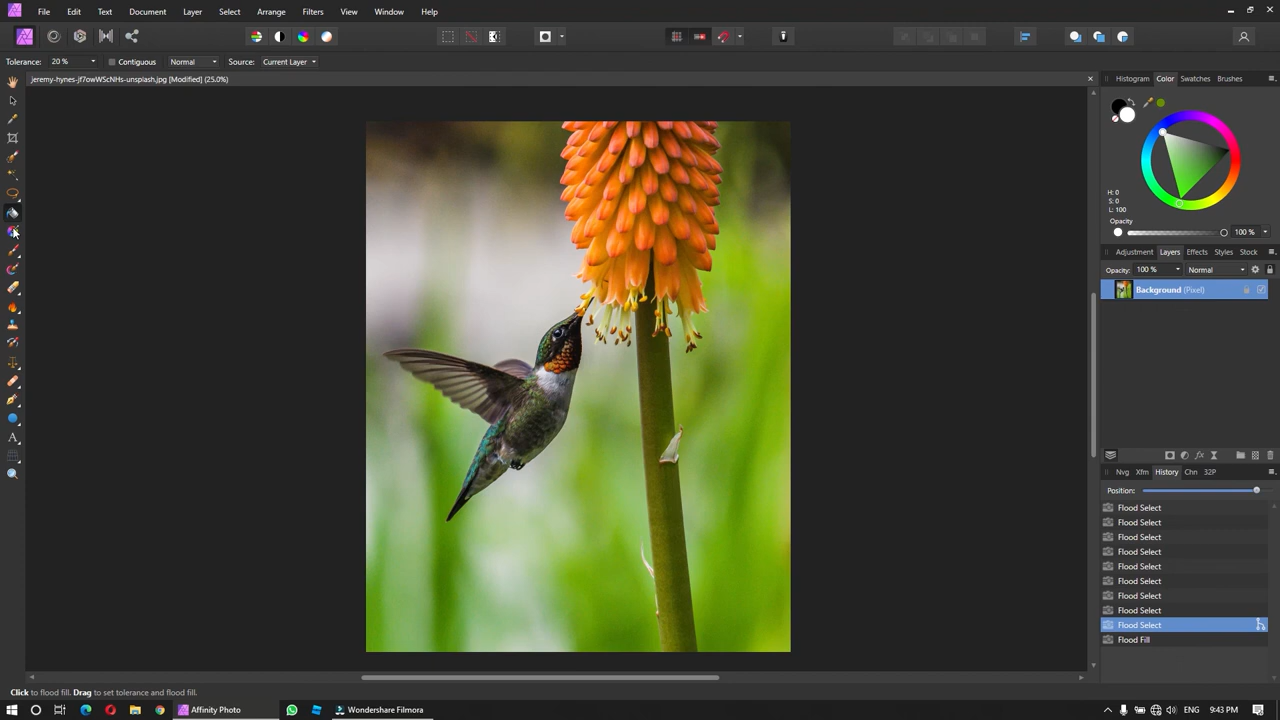 File Edit Text Document Layer Select Arrange Filters View Window Help
Tolerance: 20 % Contiguous Normal Source: Current Layer
jeremy-hynes-jf7owWScNHs-unsplash.jpg [Modified] (25.0%)
Histogram Color Swatches Brushes
H: 0
S: 0
L: 100
Opacity
100 %
Adjustment Layers Effects Styles Stock
Opacity: 100 % Normal
Background (Pixel)
Nvg Xfm History Chn 32P
Position:
Flood Select
Flood Select
Flood Select
Flood Select
Flood Select
Flood Select
Flood Select
Flood Select
Flood Select
Flood Fill
Click to flood fill. Drag to set tolerance and flood fill.
Affinity Photo Wondershare Filmora ENG 9:43 PM